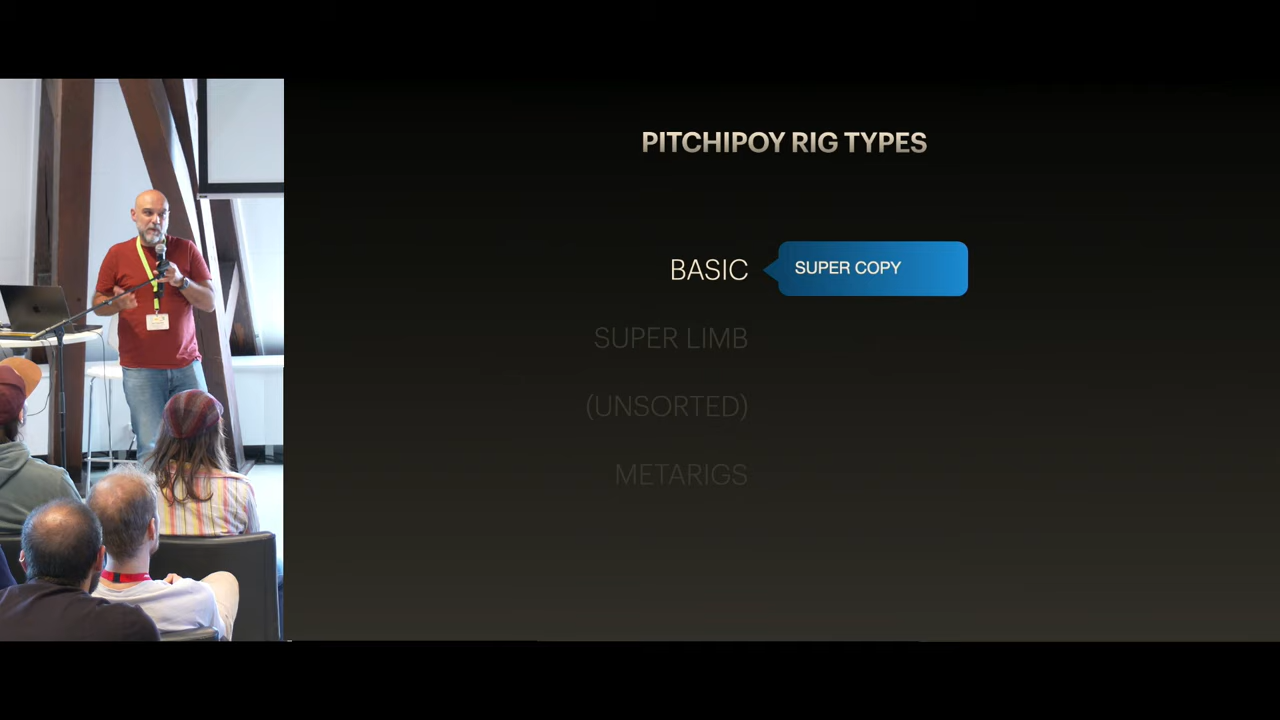 PITCHIPOY RIG TYPES
BASIC
SUPER COPY
SUPER LIMB
(UNSORTED)
METARIGS